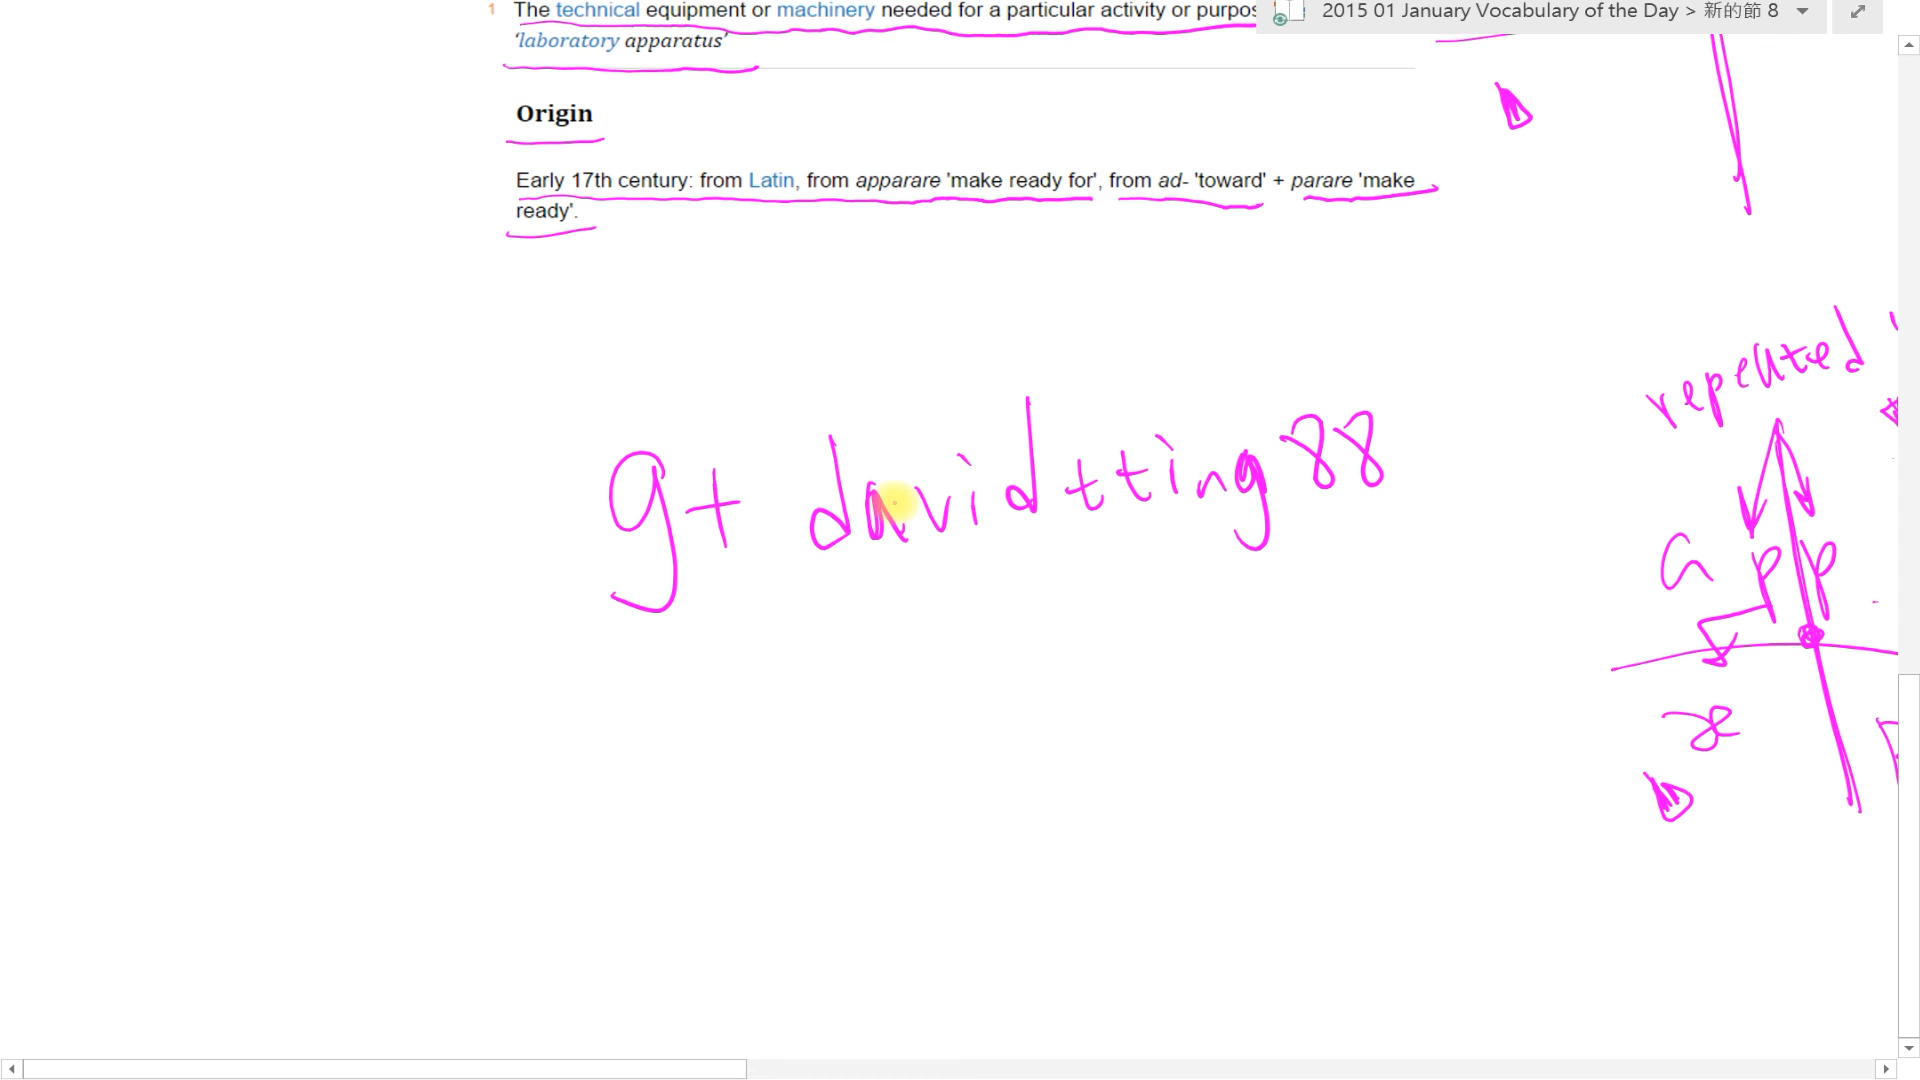 1 The technical equipment or machinery needed for a particular activity or purpos
2015 01 January Vocabulary of the Day > 新的節 8
'laboratory apparatus'
Origin
Early 17th century: from Latin, from apparare 'make ready for', from ad- 'toward' + parare 'make
ready'.
repeated
g+ davidtting88
a p p